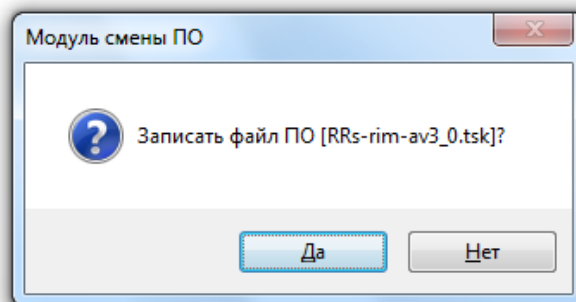 Модуль смены ПО
Записать файл ПО [RRs-rim-av3_0.tsk]?
Да
Нет